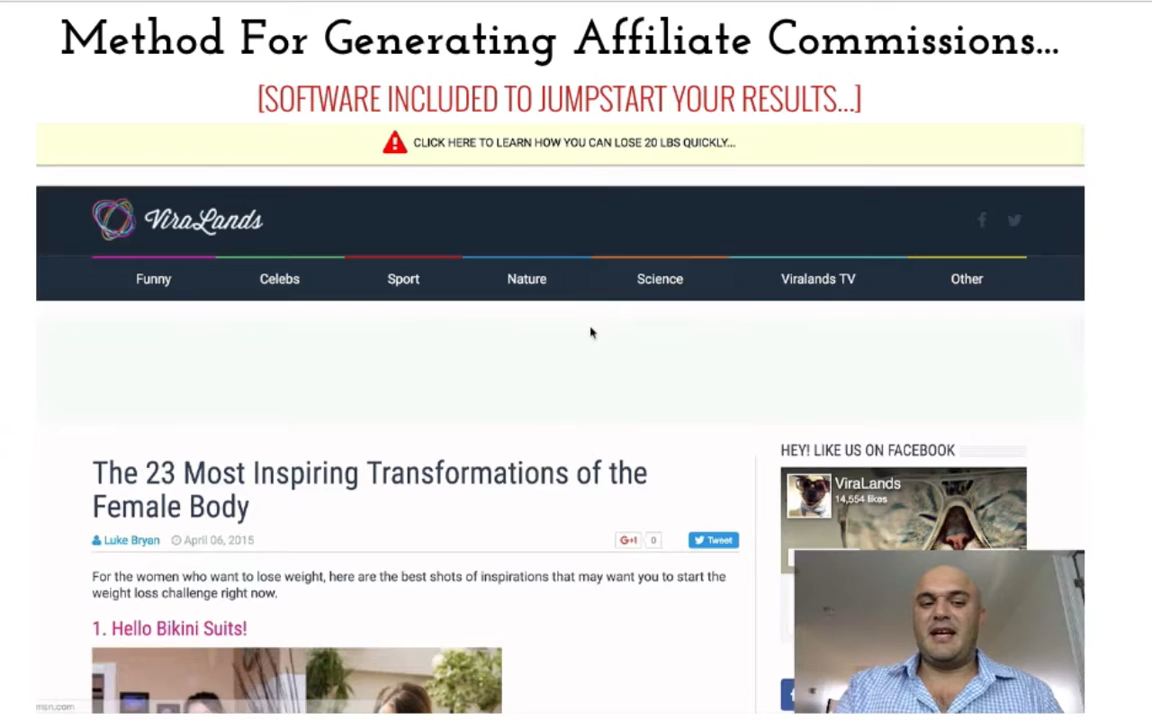 Method For Generating Affiliate Commissions...
[SOFTWARE INCLUDED TO JUMPSTART YOUR RESULTS...]
CLICK HERE TO LEARN HOW YOU CAN LOSE 20 LBS QUICKLY...
ViraLands
Funny Celebs Sport Nature Science Viralands TV Other
The 23 Most Inspiring Transformations of the
Female Body
Luke Bryan April 06, 2015
G+1 0 Tweet
For the women who want to lose weight, here are the best shots of inspirations that may want you to start the
weight loss challenge right now.
1. Hello Bikini Suits!
HEY! LIKE US ON FACEBOOK
ViraLands
14,554 likes
msn.com